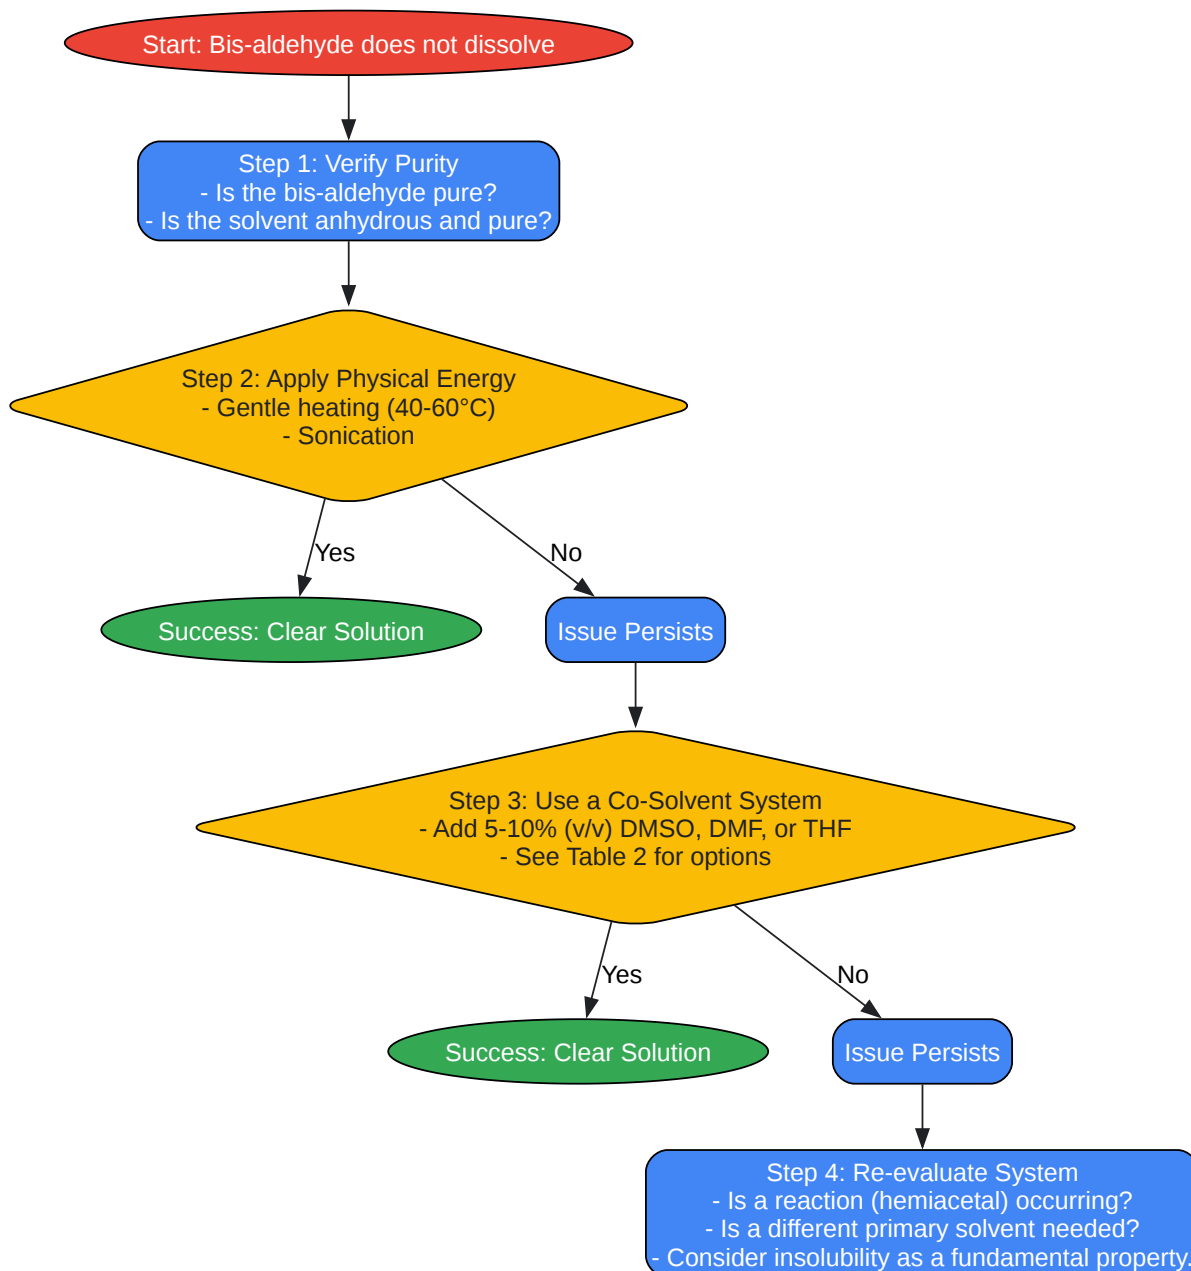 Start: Bis-aldehyde does not dissolve
Step 1: Verify Purity
- Is the bis-aldehyde pure?
- Is the solvent anhydrous and pure?
Step 2: Apply Physical Energy
- Gentle heating (40-60°C)
- Sonication
Yes
No
Success: Clear Solution
Issue Persists
Step 3: Use a Co-Solvent System
- Add 5-10% (v/v) DMSO, DMF, or THF
- See Table 2 for options
Yes
No
Success: Clear Solution
Issue Persists
Step 4: Re-evaluate System
- Is a reaction (hemiacetal) occurring?
- Is a different primary solvent needed?
- Consider insolubility as a fundamental property.